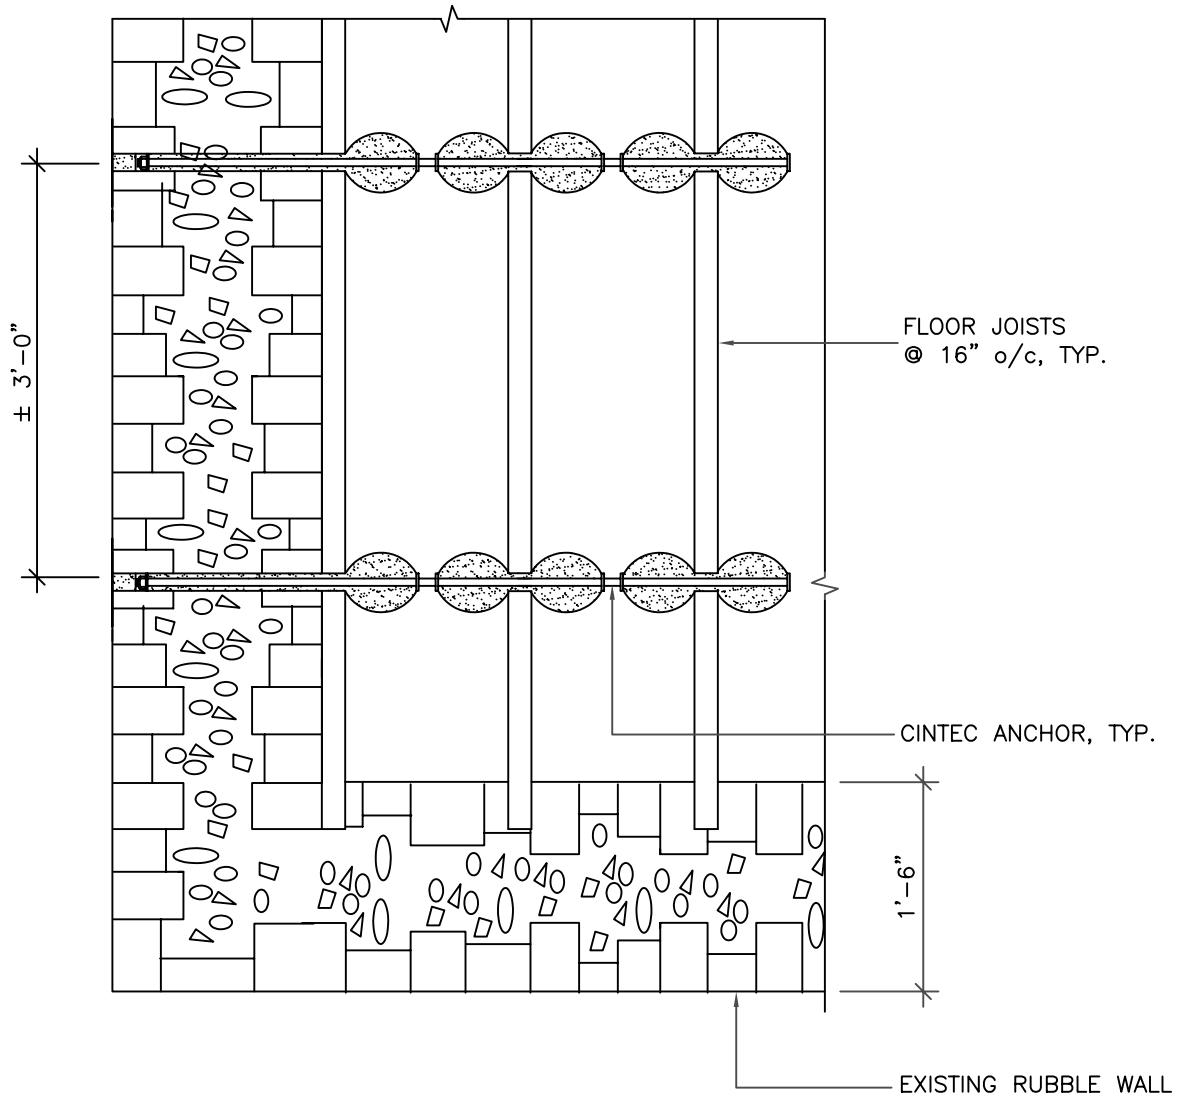 ± 3'-0"
FLOOR JOISTS
@ 16" o/c, TYP.
CINTEC ANCHOR, TYP.
1'-6"
EXISTING RUBBLE WALL